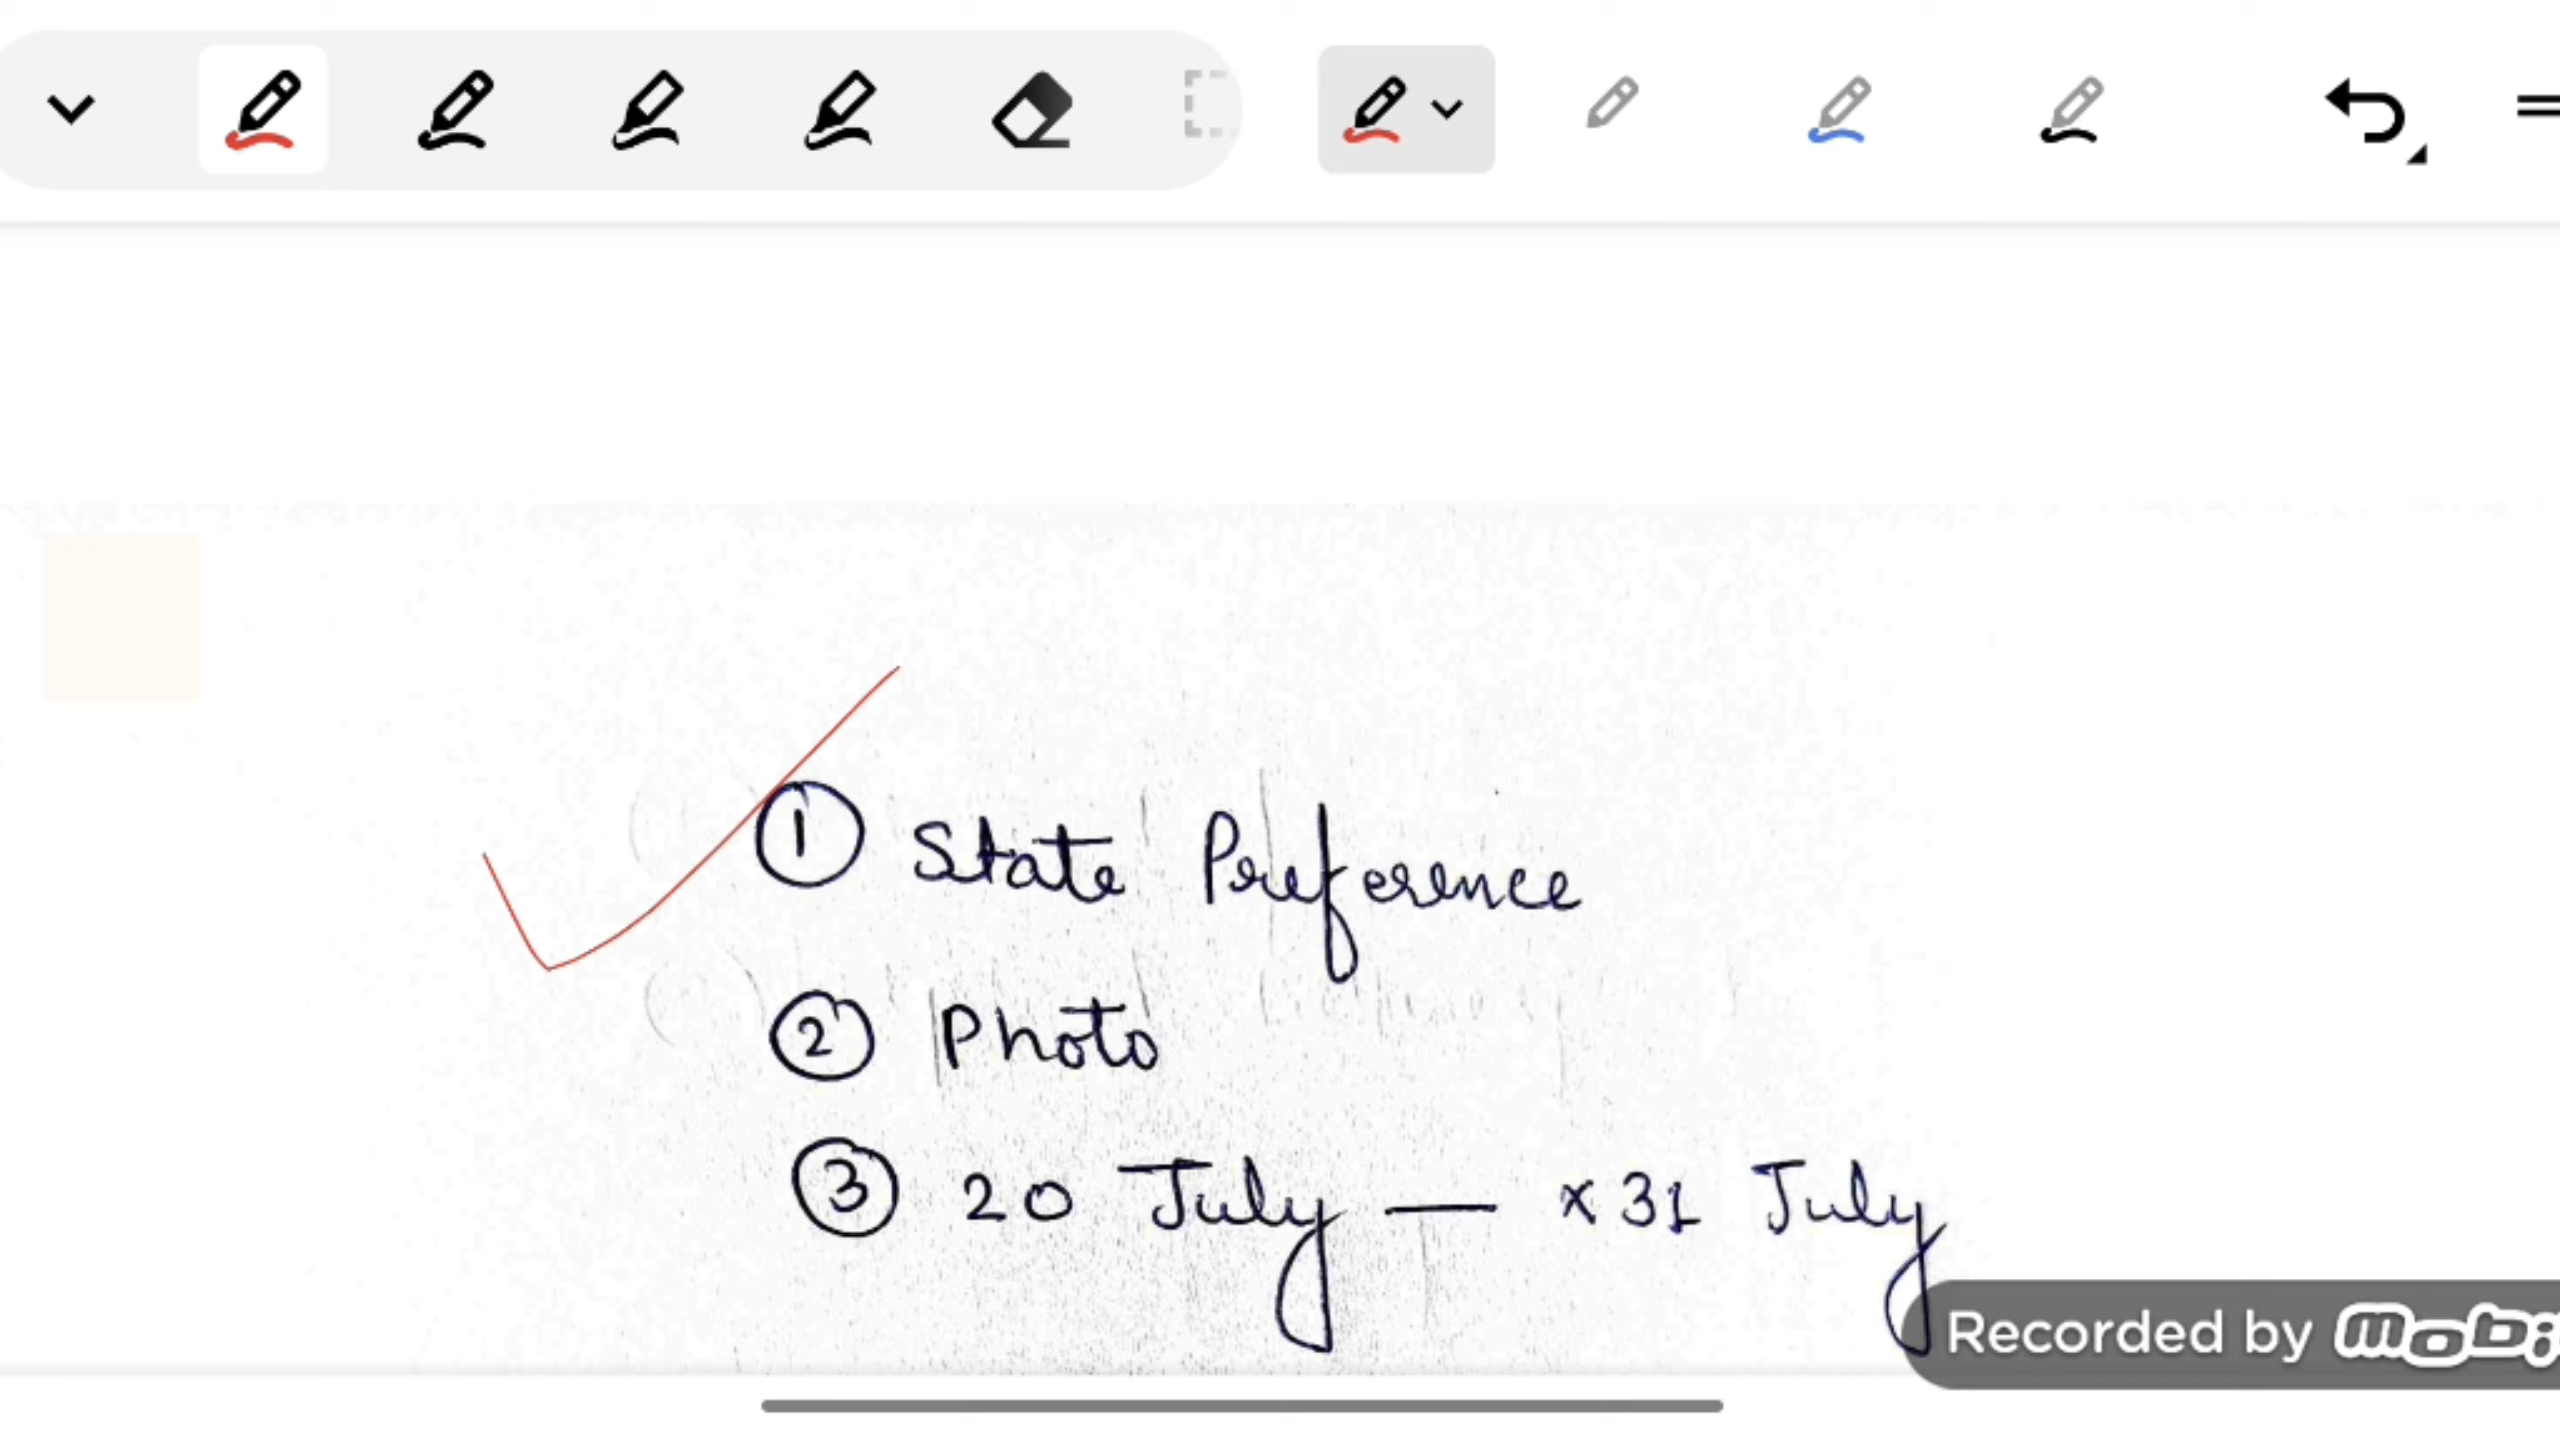 ① State Preference
② Photo
③ 20 July — x 31 July
Recorded by